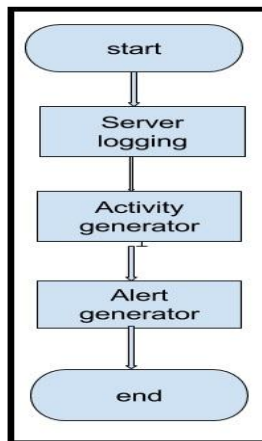 start
Server
logging
Activity
generator
Alert
generator
end